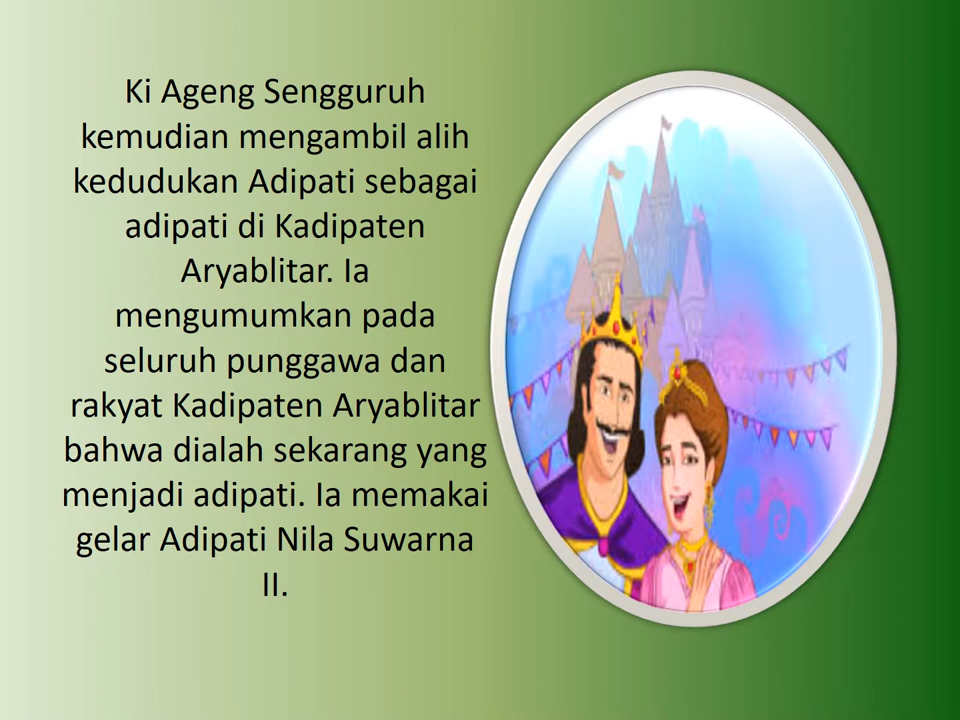 Ki Ageng Sengguruh
kemudian mengambil alih
kedudukan Adipati sebagai
adipati di Kadipaten
Aryablitar. Ia
mengumumkan pada
seluruh punggawa dan
rakyat Kadipaten Aryablitar
bahwa dialah sekarang yang
menjadi adipati. Ia memakai
gelar Adipati Nila Suwarna
II.